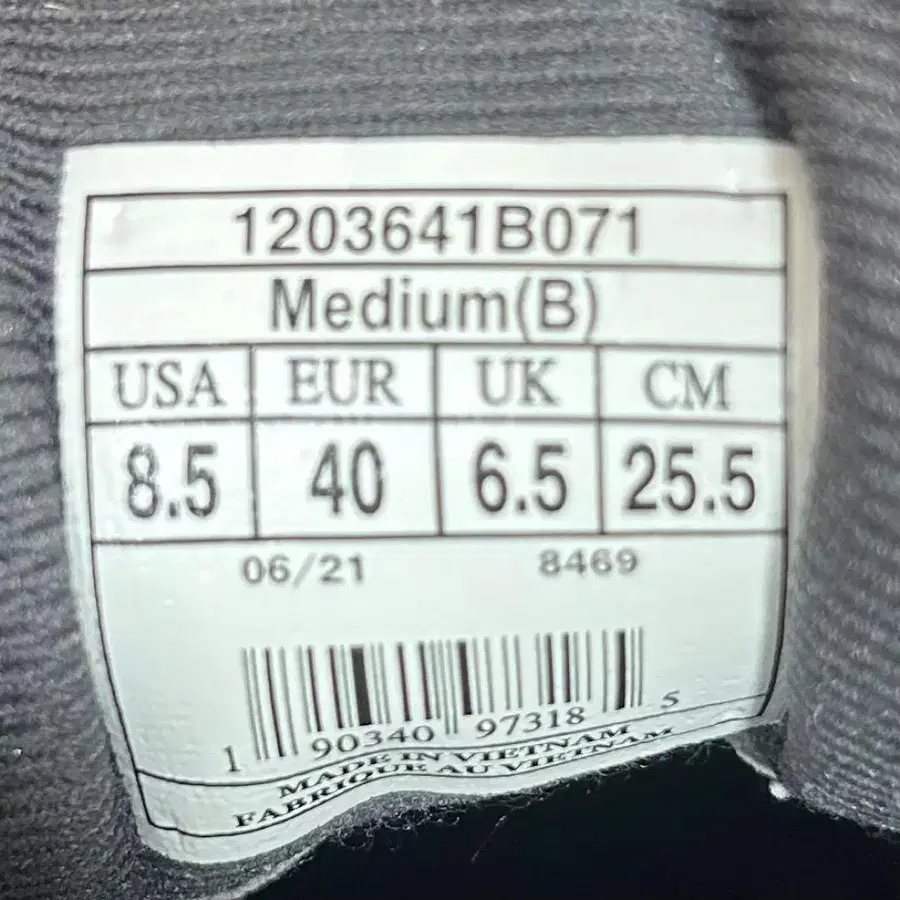 1203641B071
Medium(B)
USA EUR UK CM
8.5 40 6.5 25.5
06/21 8469
1 90340 97318 5
MADE IN VIETNAM
FABRIQUE AU VIETNAM